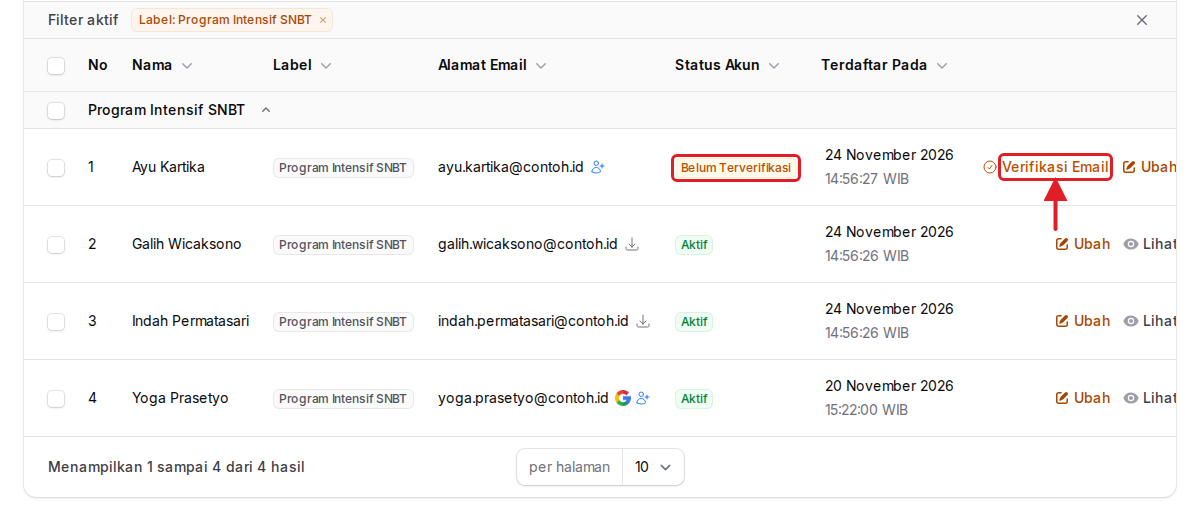 Filter aktif Label: Program Intensif SNBT ×
No Nama Label Alamat Email Status Akun Terdaftar Pada
Program Intensif SNBT
1 Ayu Kartika Program Intensif SNBT ayu.kartika@contoh.id Belum Terverifikasi 24 November 2026 Verifikasi Email Ubah
14:56:27 WIB
2 Galih Wicaksono Program Intensif SNBT galih.wicaksono@contoh.id Aktif 24 November 2026 Ubah Lihat
14:56:26 WIB
3 Indah Permatasari Program Intensif SNBT indah.permatasari@contoh.id Aktif 24 November 2026 Ubah Lihat
14:56:26 WIB
4 Yoga Prasetyo Program Intensif SNBT yoga.prasetyo@contoh.id Aktif 20 November 2026 Ubah Lihat
15:22:00 WIB
Menampilkan 1 sampai 4 dari 4 hasil per halaman 10